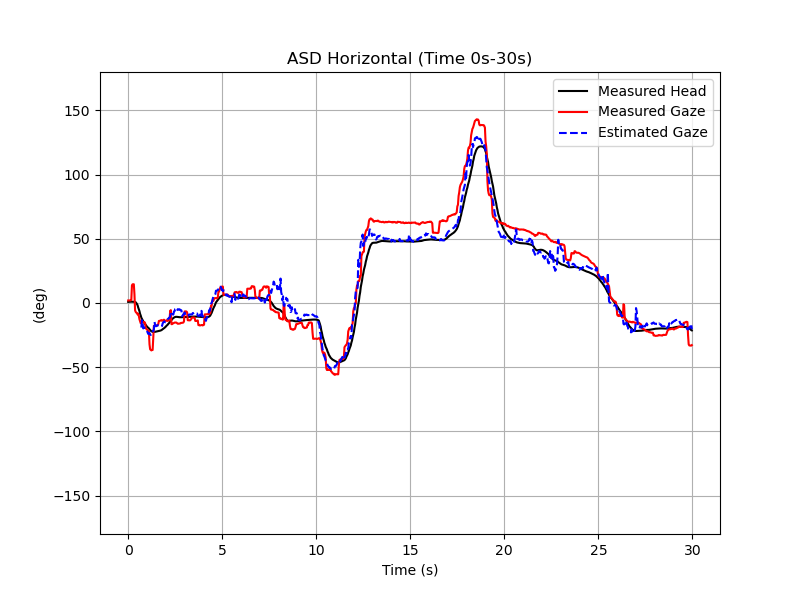 ASD Horizontal (Time 0s-30s)
Measured Head
Measured Gaze
Estimated Gaze
150
100
50
0
−50
−100
−150
(deg)
0 5 10 15 20 25 30
Time (s)